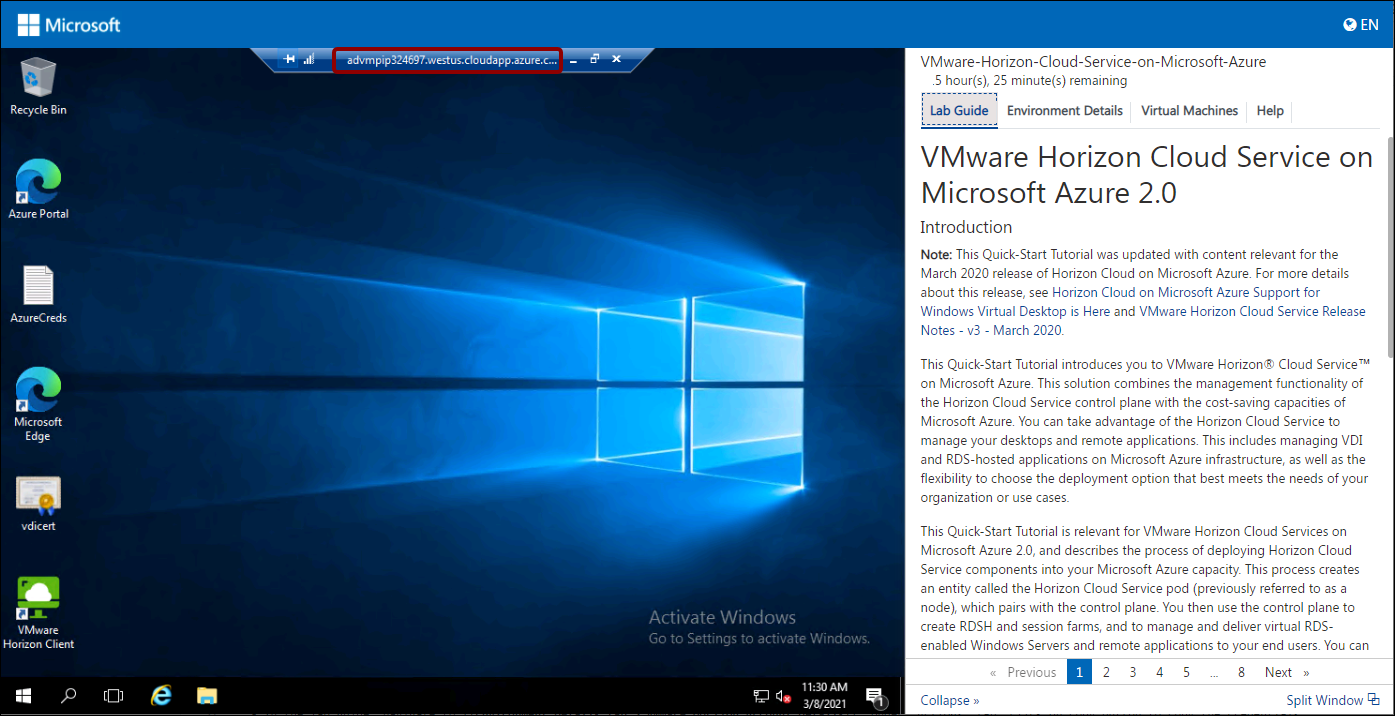 Microsoft
EN
advmpip324697.westus.cloudapp.azure.c...
Recycle Bin
Azure Portal
AzureCreds
Microsoft
Edge
vdicert
VMware
Horizon Client
Activate Windows
Go to Settings to activate Windows.
11:30 AM
3/8/2021
1
VMware-Horizon-Cloud-Service-on-Microsoft-Azure
.5 hour(s), 25 minute(s) remaining
Lab Guide Environment Details Virtual Machines Help
VMware Horizon Cloud Service on
Microsoft Azure 2.0
Introduction
Note: This Quick-Start Tutorial was updated with content relevant for the
March 2020 release of Horizon Cloud on Microsoft Azure. For more details
about this release, see Horizon Cloud on Microsoft Azure Support for
Windows Virtual Desktop is Here and VMware Horizon Cloud Service Release
Notes - v3 - March 2020.
This Quick-Start Tutorial introduces you to VMware Horizon® Cloud Service™
on Microsoft Azure. This solution combines the management functionality of
the Horizon Cloud Service control plane with the cost-saving capacities of
Microsoft Azure. You can take advantage of the Horizon Cloud Service to
manage your desktops and remote applications. This includes managing VDI
and RDS-hosted applications on Microsoft Azure infrastructure, as well as the
flexibility to choose the deployment option that best meets the needs of your
organization or use cases.
This Quick-Start Tutorial is relevant for VMware Horizon Cloud Services on
Microsoft Azure 2.0, and describes the process of deploying Horizon Cloud
Service components into your Microsoft Azure capacity. This process creates
an entity called the Horizon Cloud Service pod (previously referred to as a
node), which pairs with the control plane. You then use the control plane to
create RDSH and session farms, and to manage and deliver virtual RDS-
enabled Windows Servers and remote applications to your end users. You can
« Previous 1 2 3 4 5 ... 8 Next »
Collapse » Split Window